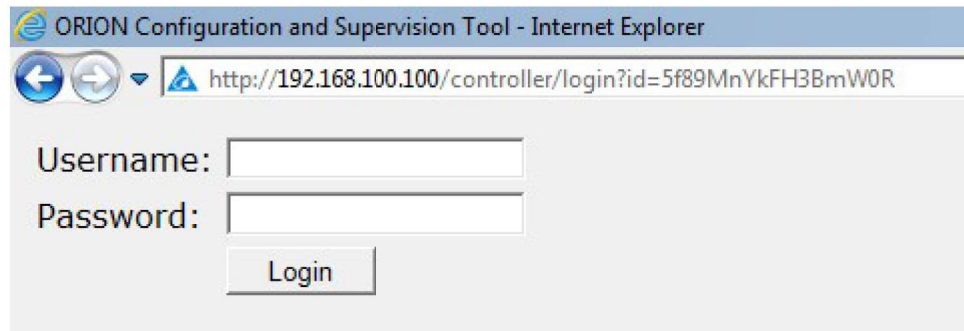 ORION Configuration and Supervision Tool - Internet Explorer
http://192.168.100.100/controller/login?id=5f89MnYkFH3BmW0R
Username:
Password:
Login